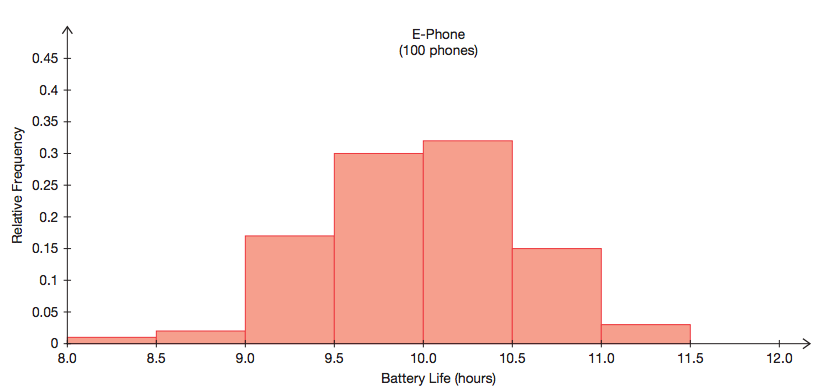 E-Phone
(100 phones)
Relative Frequency
0.45
0.4
0.35
0.3
0.25
0.2
0.15
0.1
0.05
0
8.0 8.5 9.0 9.5 10.0 10.5 11.0 11.5 12.0
Battery Life (hours)